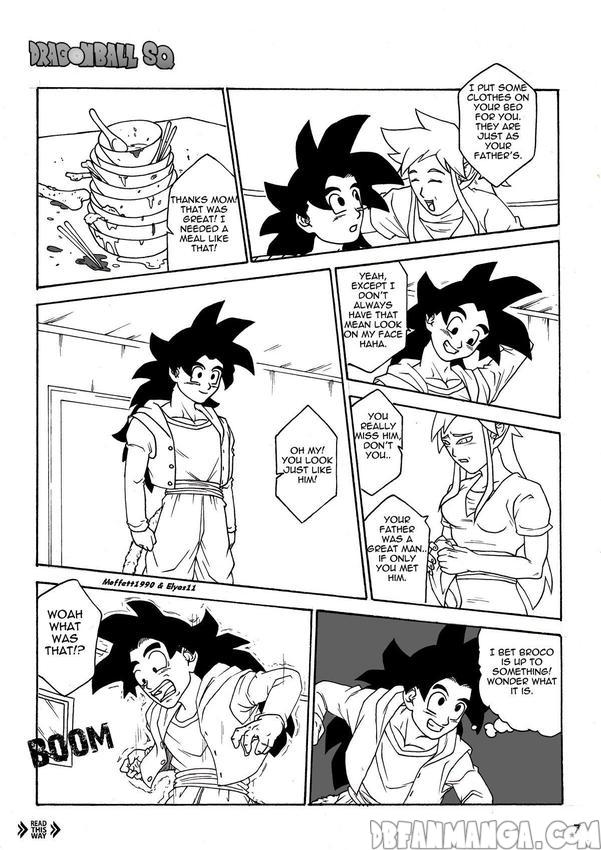 DRAGONBALL SQ
THANKS MOM!
THAT WAS
GREAT! I
NEEDED A
MEAL LIKE
THAT!
I PUT SOME
CLOTHES ON
YOUR BED
FOR YOU.
THEY ARE
JUST AS
YOUR
FATHER'S.
OH MY!
YOU LOOK
JUST LIKE
HIM!
YEAH,
EXCEPT I
DON'T
ALWAYS
HAVE THAT
MEAN LOOK
ON MY FACE
HAHA.
YOU
REALLY
MISS HIM,
DON'T
YOU..
YOUR
FATHER
WAS A
GREAT
MAN.. IF
ONLY YOU
MET HIM.
Moffett1990 & Elyas11
WOAH
WHAT
WAS
THAT!?
BOOM
I BET BROCO
IS UP TO
SOMETHING!
WONDER WHAT
IT IS.
READ
THIS
WAY
7
DBFANMANGA.COM